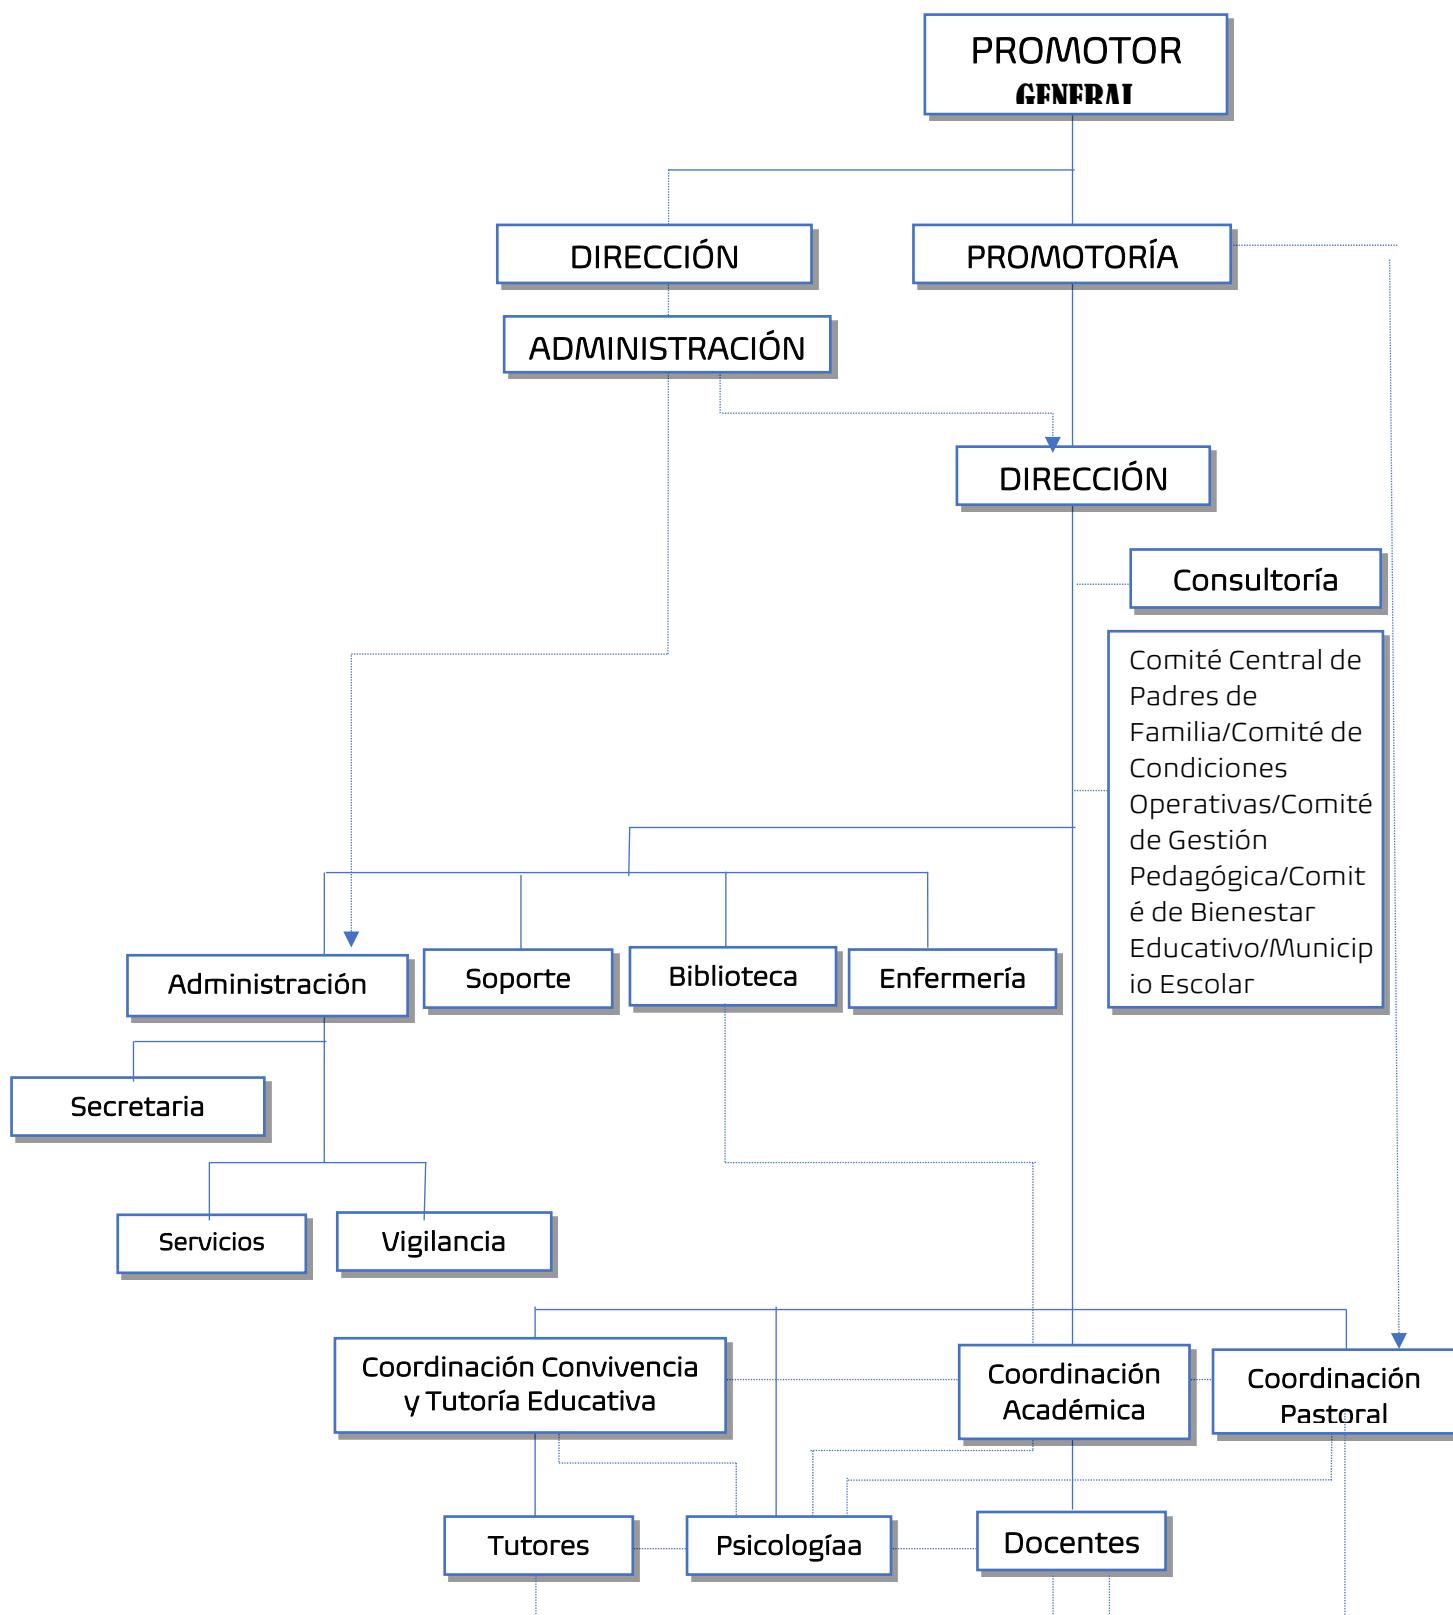 PROMOTOR
GENERAL
DIRECCIÓN
PROMOTORÍA
ADMINISTRACIÓN
DIRECCIÓN
Consultoría
Comité Central de
Padres de
Familia/Comité de
Condiciones
Operativas/Comité
de Gestión
Pedagógica/Comit
é de Bienestar
Educativo/Municip
io Escolar
Administración
Soporte
Biblioteca
Enfermería
Secretaria
Servicios
Vigilancia
Coordinación Convivencia
y Tutoría Educativa
Coordinación
Académica
Coordinación
Pastoral
Tutores
Psicologíaa
Docentes